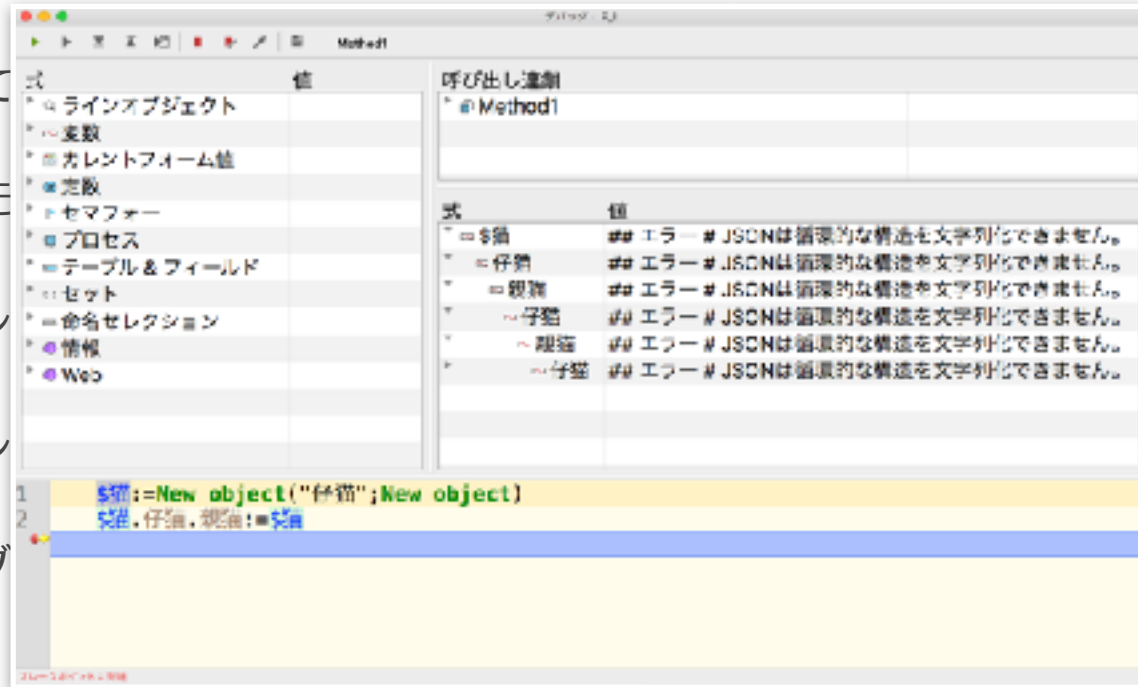 Method1
式 値
ラインオブジェクト
変数
カレントフォーム値
定数
セマフォー
プロセス
テーブル & フィールド
セット
命名セレクション
情報
Web
呼び出し連鎖
Method1
式 値
$猫 ## エラー # JSONは循環的な構造を文字列化できません。
仔猫 ## エラー # JSONは循環的な構造を文字列化できません。
親猫 ## エラー # JSONは循環的な構造を文字列化できません。
仔猫 ## エラー # JSONは循環的な構造を文字列化できません。
親猫 ## エラー # JSONは循環的な構造を文字列化できません。
仔猫 ## エラー # JSONは循環的な構造を文字列化できません。
1 $猫:=New object("仔猫";New object)
2 $猫.仔猫.親猫:=$猫